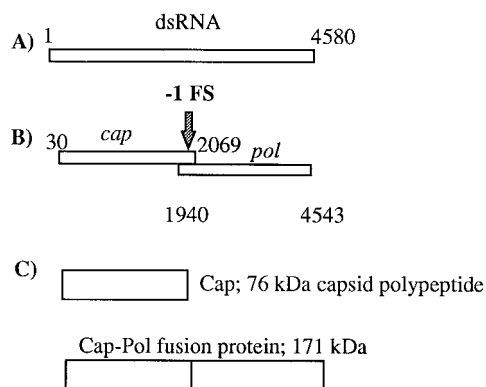 dsRNA
A) 1 4580
-1 FS
B) 30 cap 2069 pol
1940 4543
C)
Cap; 76 kDa capsid polypeptide
Cap-Pol fusion protein; 171 kDa